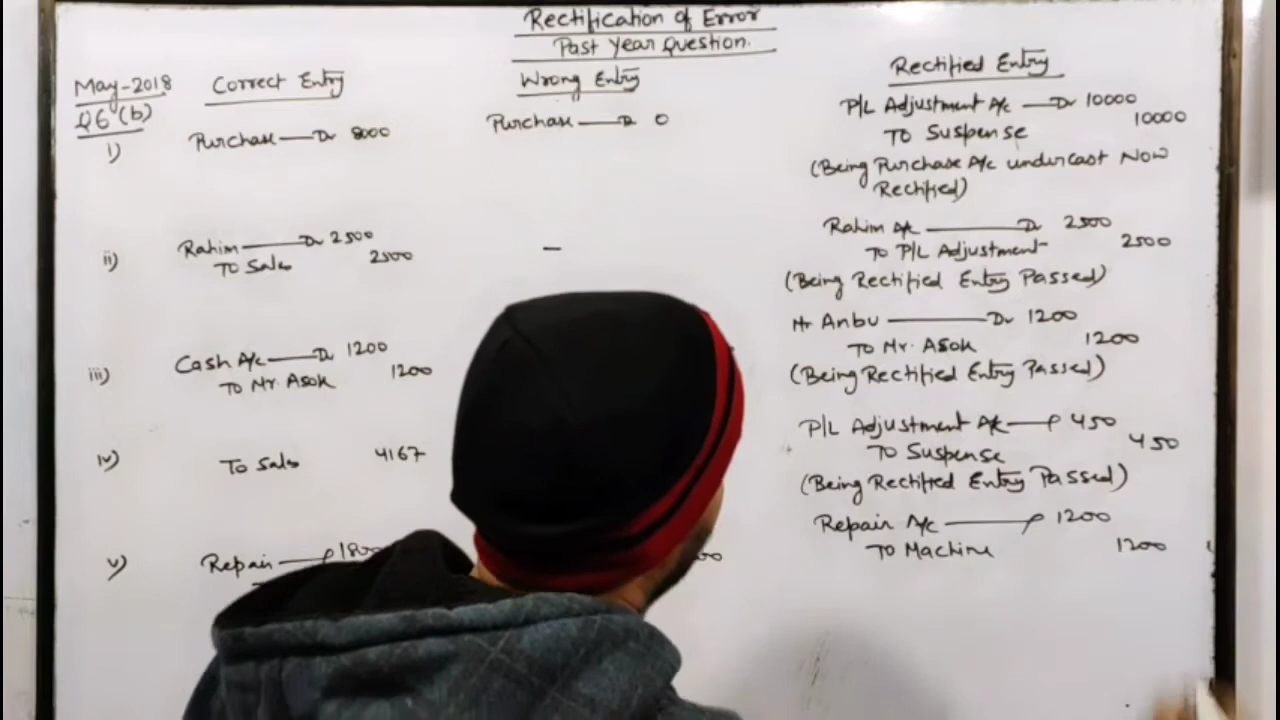 Rectification of Error
Past Year Question.
May-2018
Q6 (b)
Correct Entry
Wrong Entry
Rectified Entry
i)
Purchase — Dr 8000
Purchase — Dr 0
P/L Adjustment A/c — Dr 10000
To Suspense 10000
(Being Purchase A/c undercast Now
Rectified)
ii)
Rahim — Dr 2500
To Sales 2500
—
Rahim A/c — Dr 2500
To P/L Adjustment 2500
(Being Rectified Entry Passed)
iii)
Cash A/c — Dr 1200
To Mr. Asok 1200
Mr Anbu — Dr 1200
To Mr. Asok 1200
(Being Rectified Entry Passed)
iv)
To Sales 4167
P/L Adjustment A/c — 450
To Suspense 450
(Being Rectified Entry Passed)
v)
Repair — 1800
Repair A/c — 1200
To Machine 1200